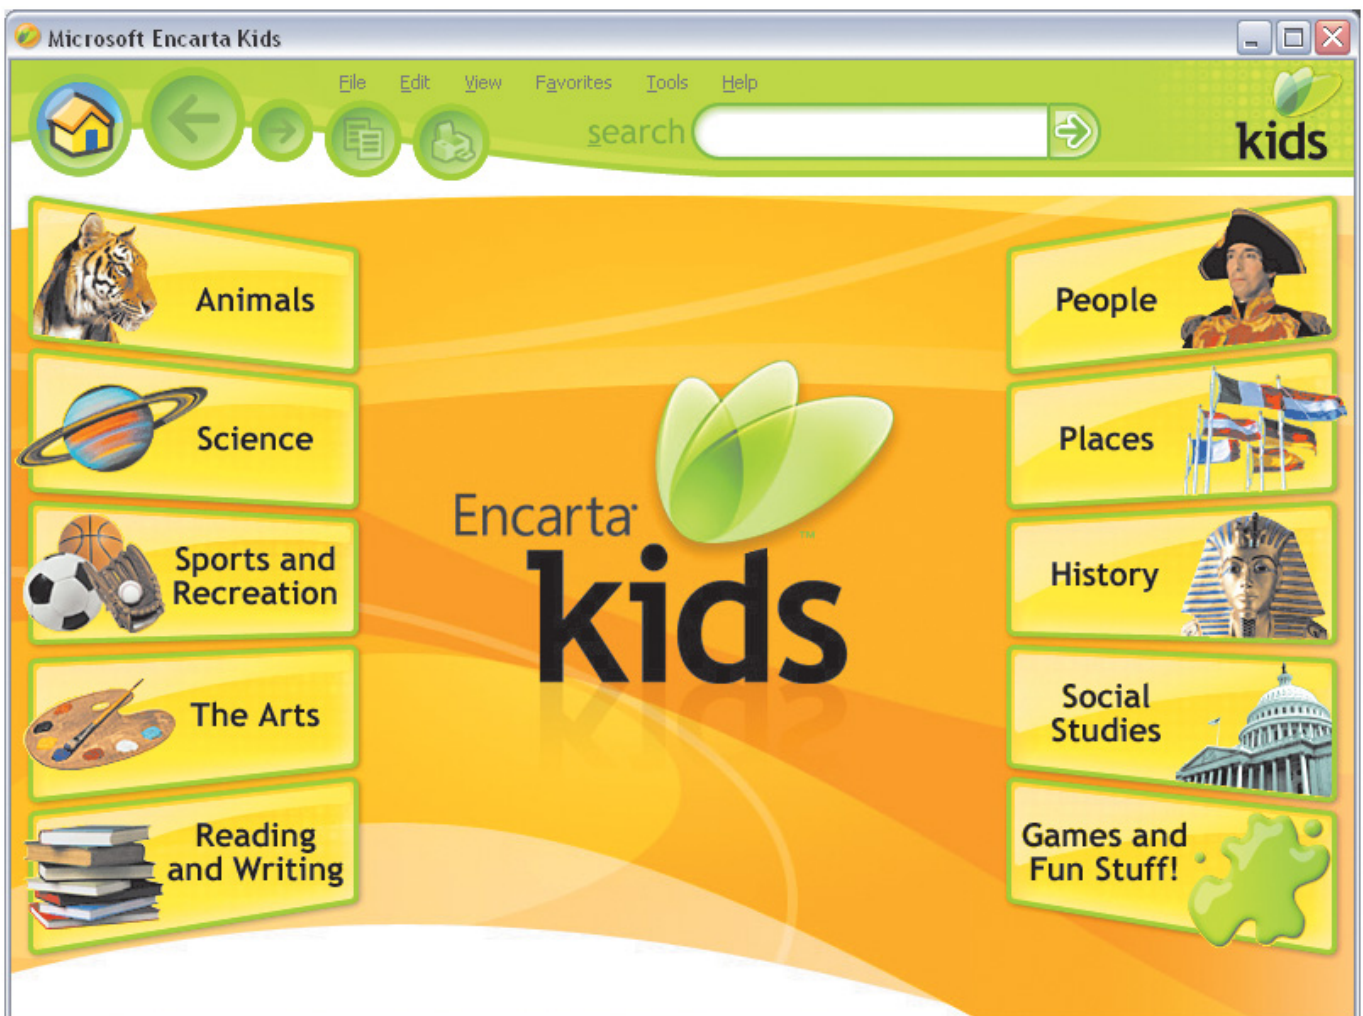 Microsoft Encarta Kids
File Edit View Favorites Tools Help
search
kids
Animals
Science
Sports and
Recreation
The Arts
Reading
and Writing
Encarta
kids
™
People
Places
History
Social
Studies
Games and
Fun Stuff!